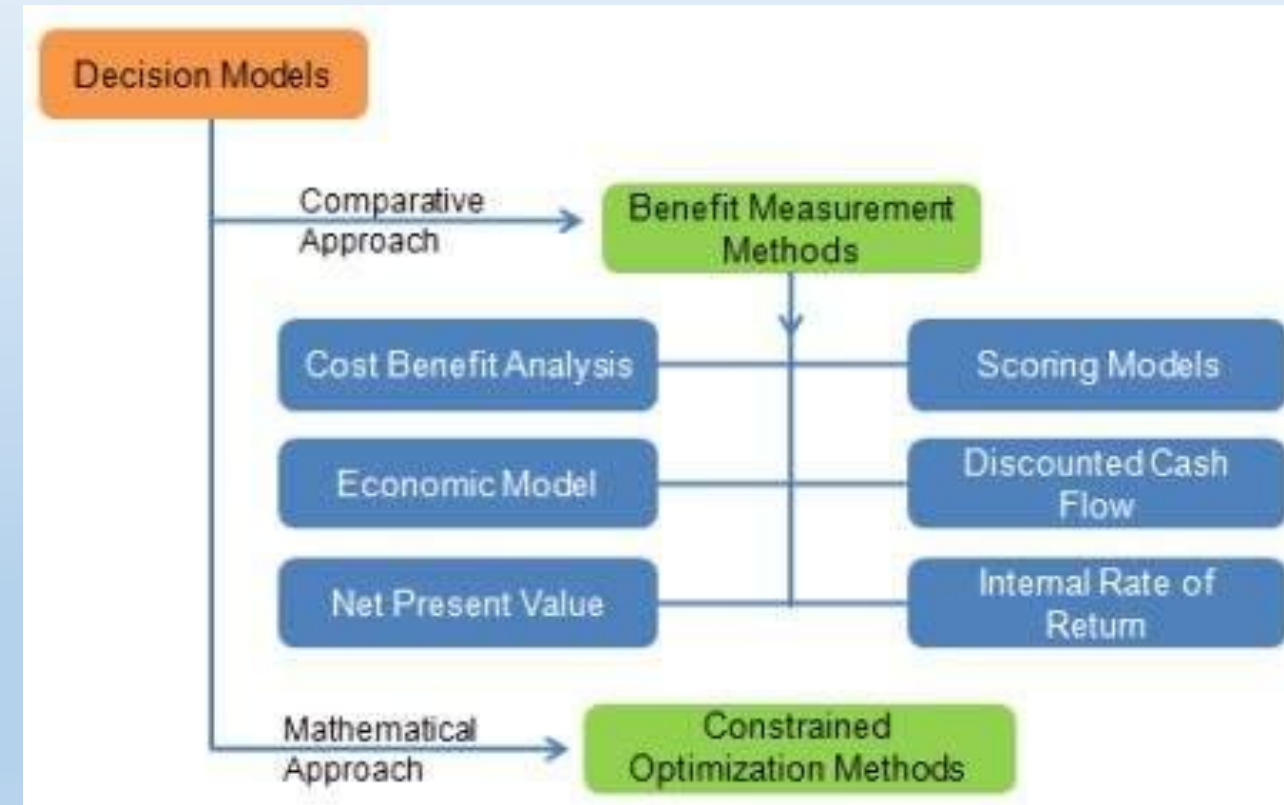 Decision Models
Comparative
Approach
Benefit Measurement
Methods
Cost Benefit Analysis
Scoring Models
Economic Model
Discounted Cash
Flow
Net Present Value
Internal Rate of
Return
Mathematical
Approach
Constrained
Optimization Methods